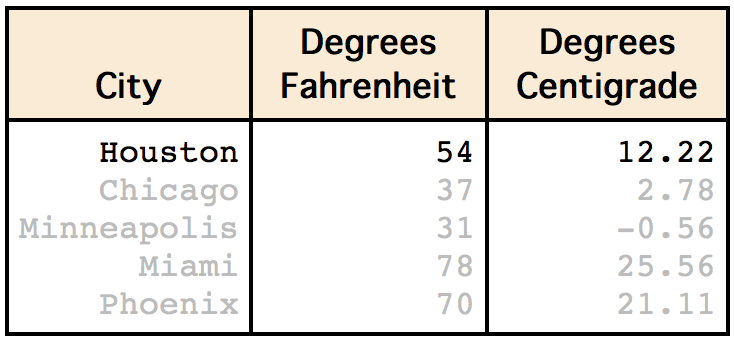 City Degrees Fahrenheit Degrees Centigrade
Houston 54 12.22
Chicago 37 2.78
Minneapolis 31 -0.56
Miami 78 25.56
Phoenix 70 21.11